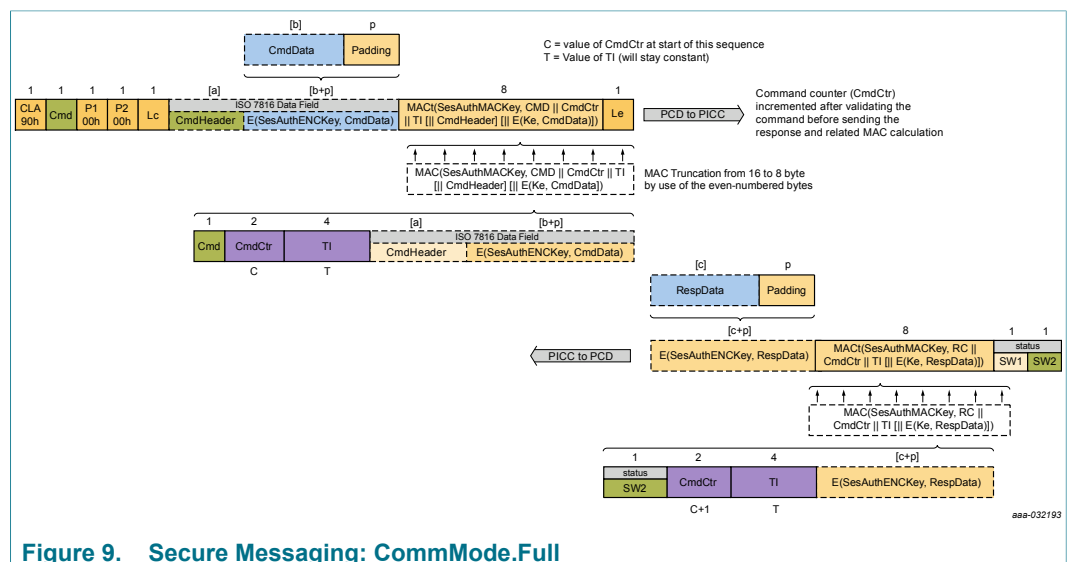 [b] p
CmdData Padding
C = value of CmdCtr at start of this sequence
T = Value of TI (will stay constant)
1 1 1 1 1 [a] [b+p] 8 1
CLA
90h
Cmd
P1
00h
P2
00h
Lc
ISO 7816 Data Field
CmdHeader E(SesAuthENCKey, CmdData)
MACt(SesAuthMACKey, CMD || CmdCtr
|| TI [|| CmdHeader] [|| E(Ke, CmdData)])
Le
PCD to PICC
Command counter (CmdCtr)
incremented after validating the
command before sending the
response and related MAC calculation
MAC(SesAuthMACKey, CMD || CmdCtr || TI
[|| CmdHeader] [|| E(Ke, CmdData)])
MAC Truncation from 16 to 8 byte
by use of the even-numbered bytes
1 2 4 [a] [b+p]
Cmd CmdCtr TI
ISO 7816 Data Field
CmdHeader E(SesAuthENCKey, CmdData)
C T
[c] p
RespData Padding
[c+p] 8 1 1
PICC to PCD
E(SesAuthENCKey, RespData)
MACt(SesAuthMACKey, RC ||
CmdCtr || TI [|| E(Ke, RespData)])
status
SW1 SW2
MAC(SesAuthMACKey, RC ||
CmdCtr || TI [|| E(Ke, RespData)])
1 2 4 [c+p]
status
SW2
CmdCtr TI E(SesAuthENCKey, RespData)
C+1 T
aaa-032193
Figure 9. Secure Messaging: CommMode.Full